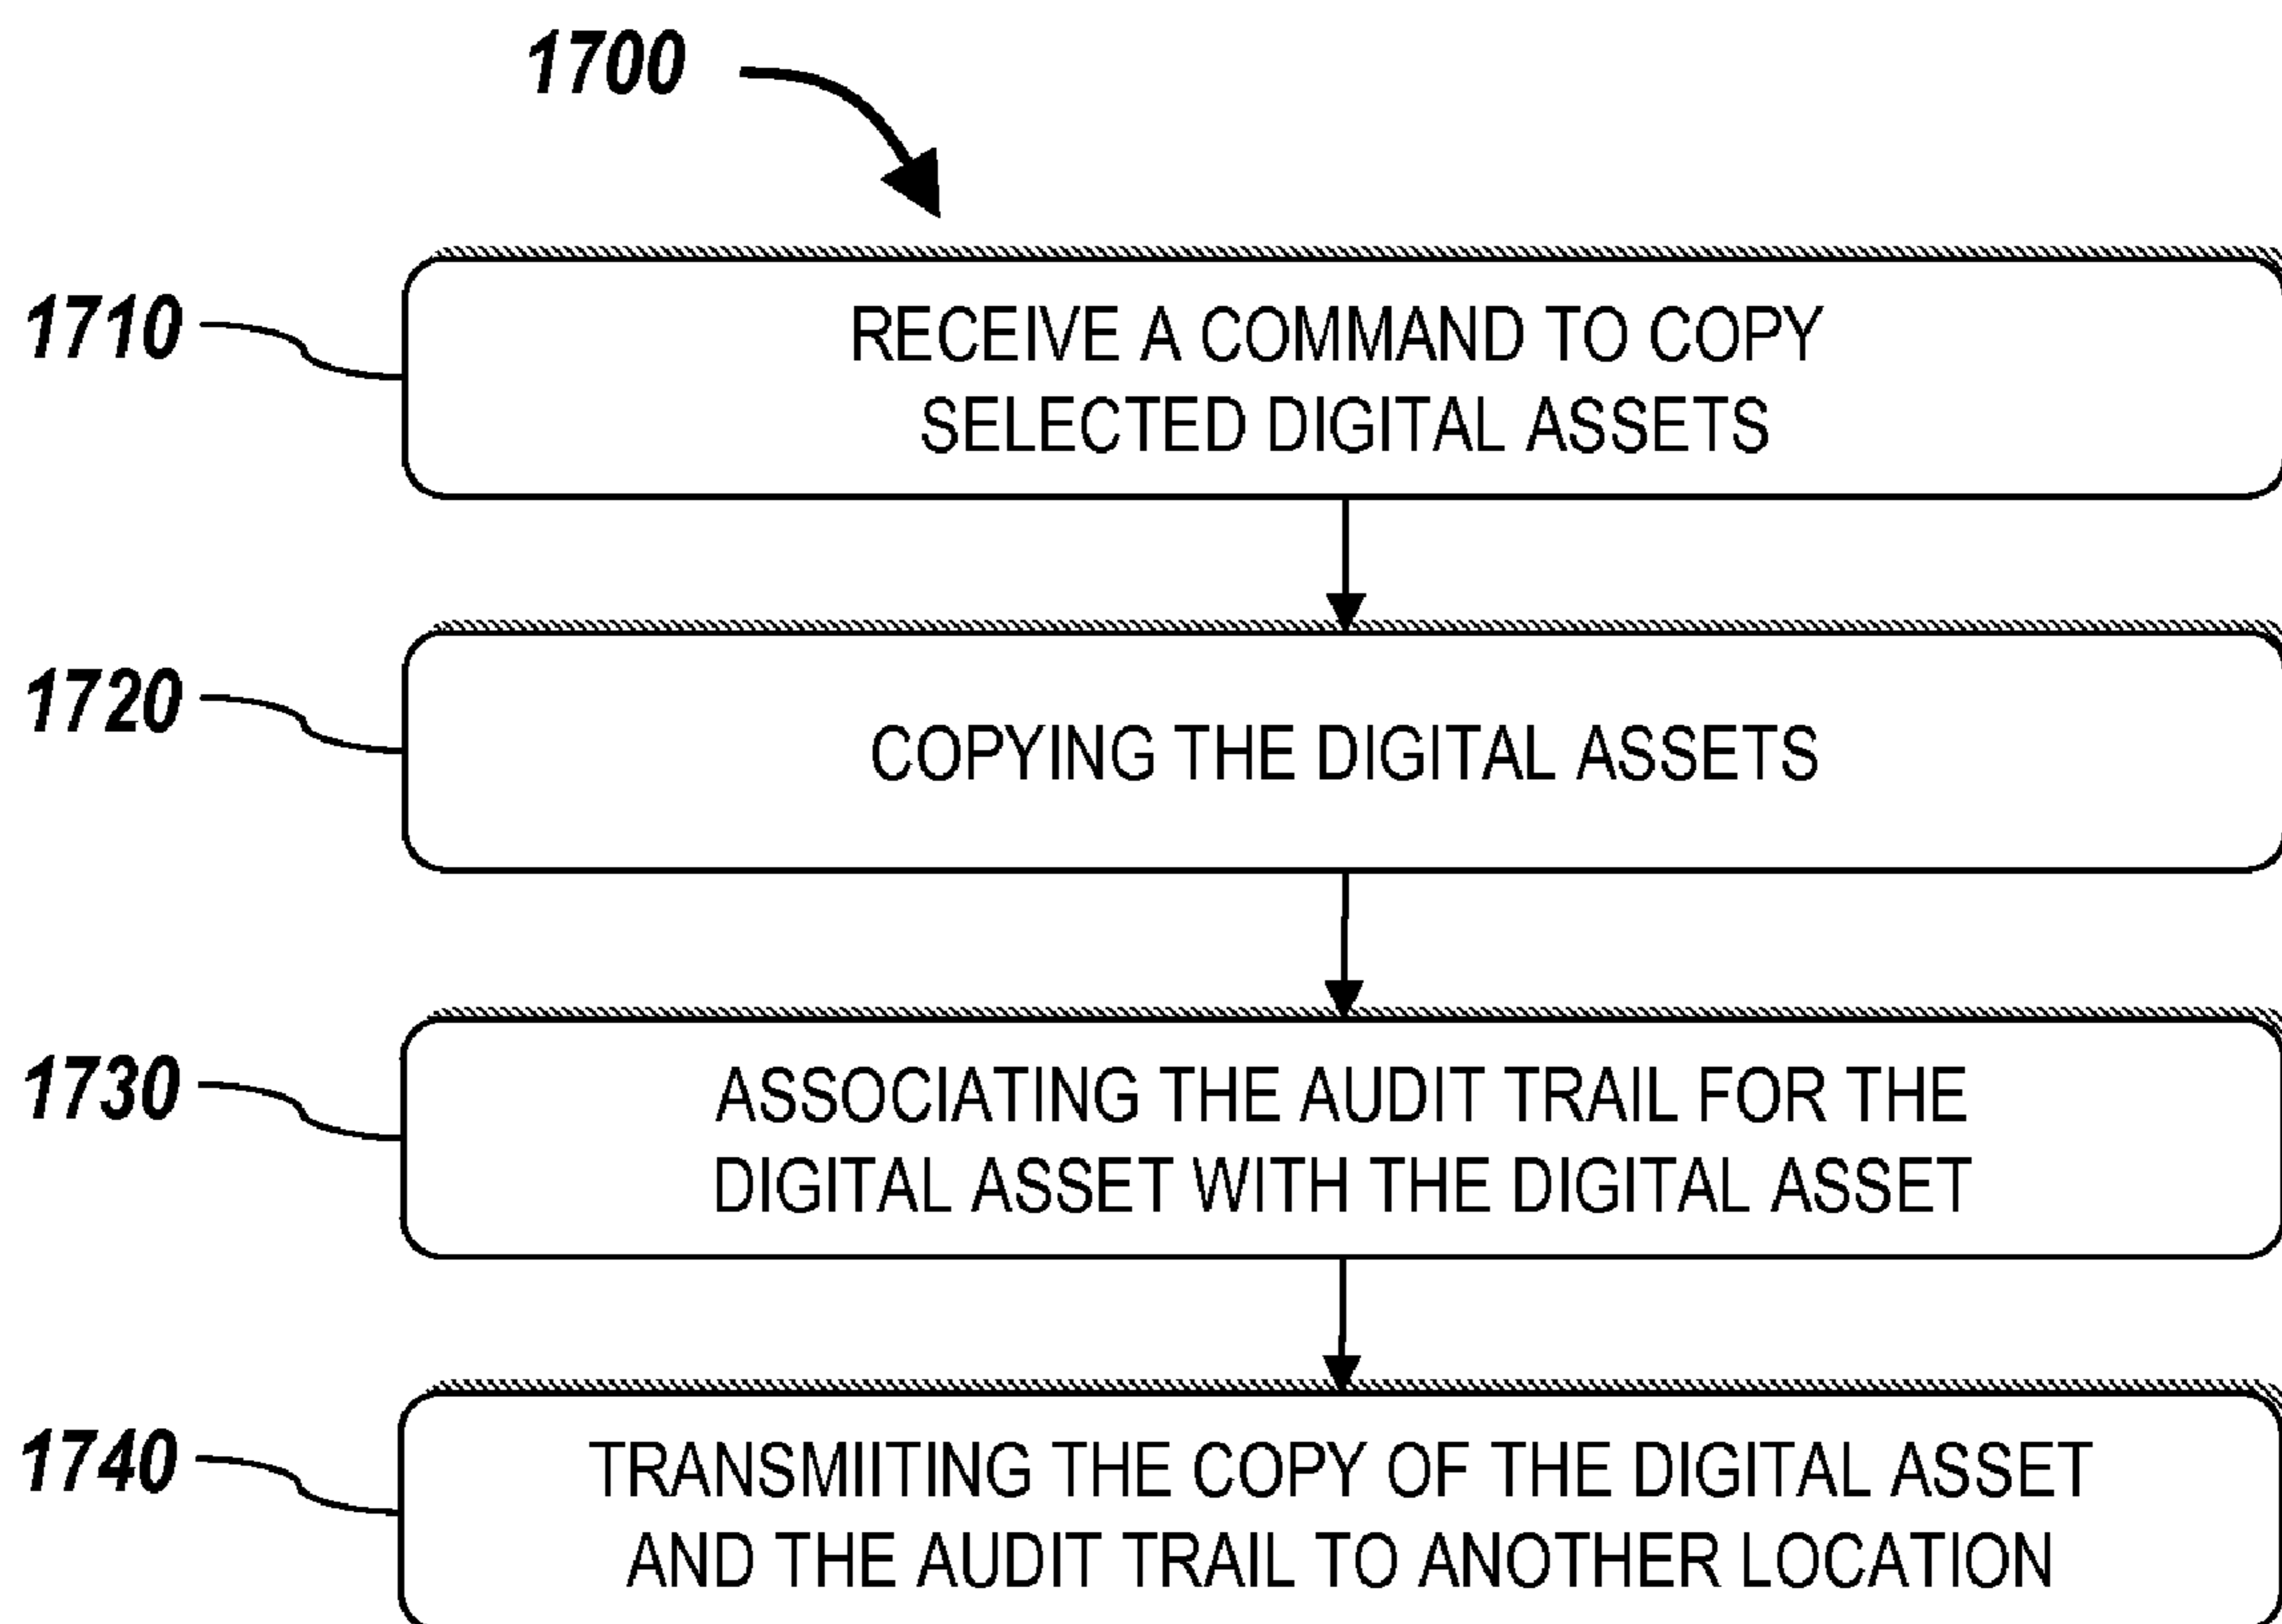 1700
1710
RECEIVE A COMMAND TO COPY
SELECTED DIGITAL ASSETS
1720
COPYING THE DIGITAL ASSETS
1730
ASSOCIATING THE AUDIT TRAIL FOR THE
DIGITAL ASSET WITH THE DIGITAL ASSET
1740
TRANSMIITING THE COPY OF THE DIGITAL ASSET
AND THE AUDIT TRAIL TO ANOTHER LOCATION